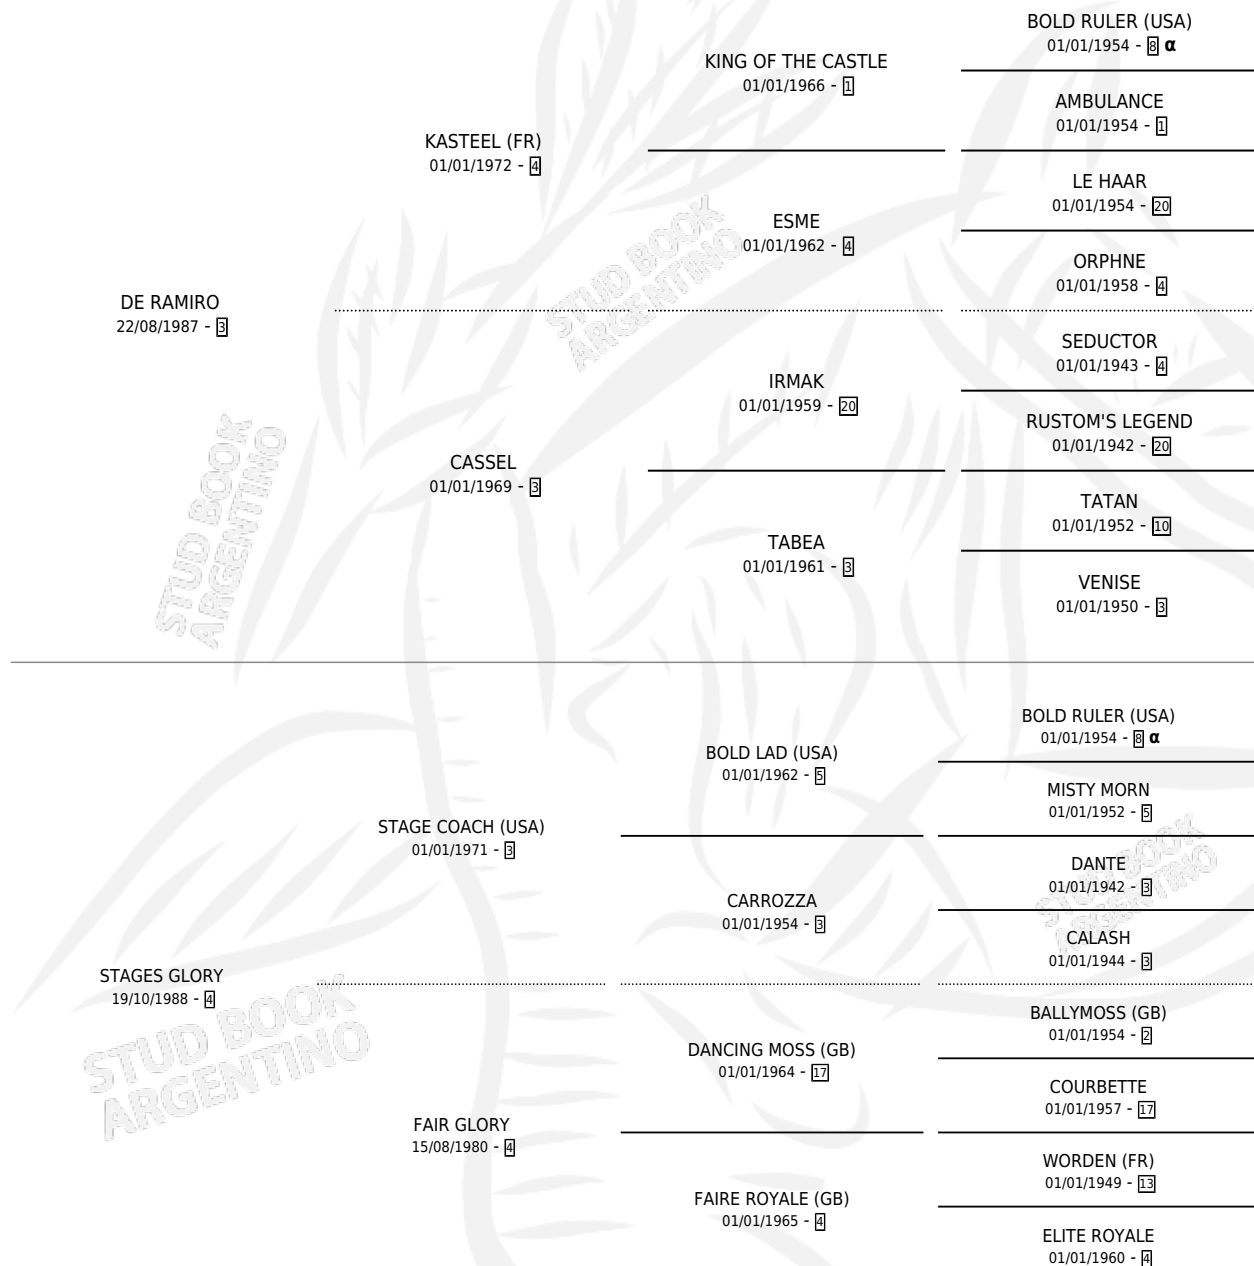 BOLD RULER (USA)
01/01/1954 - 8 α
KING OF THE CASTLE
01/01/1966 - 1
AMBULANCE
01/01/1954 - 1
KASTEEL (FR)
01/01/1972 - 4
LE HAAR
01/01/1954 - 20
ESME
01/01/1962 - 4
ORPHNE
01/01/1958 - 4
DE RAMIRO
22/08/1987 - 3
SEDUCTOR
01/01/1943 - 4
IRMAK
01/01/1959 - 20
RUSTOM'S LEGEND
01/01/1942 - 20
CASSEL
01/01/1969 - 3
TATAN
01/01/1952 - 10
TABEA
01/01/1961 - 3
VENISE
01/01/1950 - 3
BOLD RULER (USA)
01/01/1954 - 8 α
BOLD LAD (USA)
01/01/1962 - 5
MISTY MORN
01/01/1952 - 5
STAGE COACH (USA)
01/01/1971 - 3
DANTE
01/01/1942 - 3
CARROZZA
01/01/1954 - 3
CALASH
01/01/1944 - 3
STAGES GLORY
19/10/1988 - 4
BALLYMOSS (GB)
01/01/1954 - 2
DANCING MOSS (GB)
01/01/1964 - 17
COURBETTE
01/01/1957 - 17
FAIR GLORY
15/08/1980 - 4
WORDEN (FR)
01/01/1949 - 13
FAIRE ROYALE (GB)
01/01/1965 - 4
ELITE ROYALE
01/01/1960 - 4
STUD BOOK
ARGENTINO
STUD BOOK
ARGENTINO
STUD BOOK
ARGENTINO
STUD BOOK
ARGENTINO